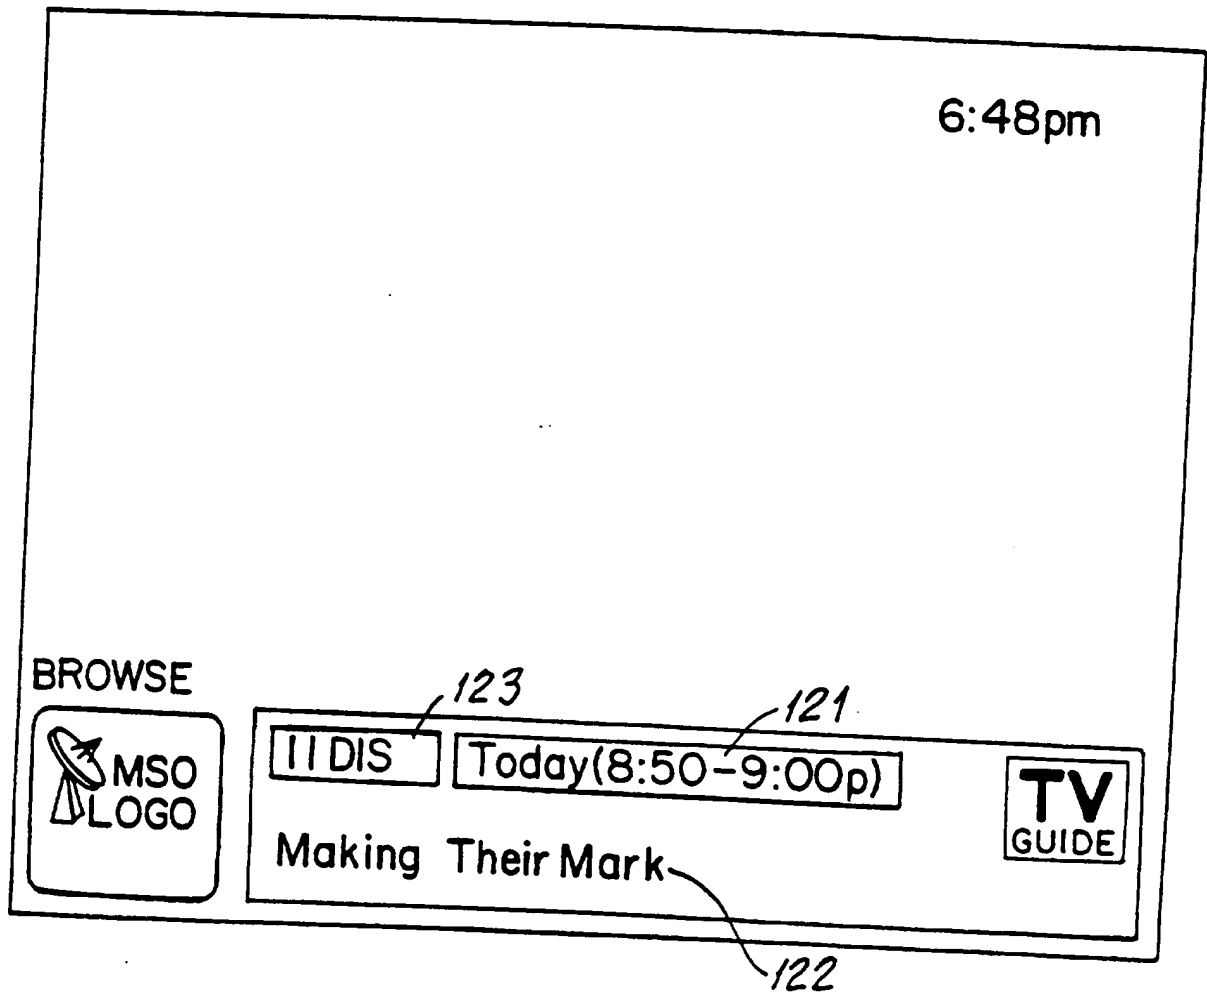 6:48pm
BROWSE
MSO
LOGO
123
121
11 DIS
Today(8:50-9:00p)
TV
GUIDE
Making Their Mark
122